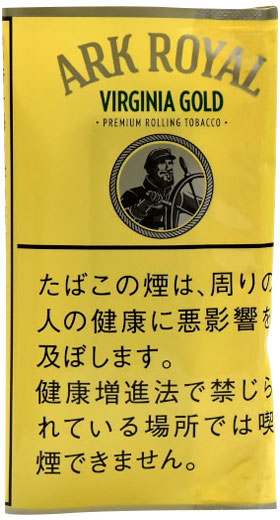 ARK ROYAL
VIRGINIA GOLD
• PREMIUM ROLLING TOBACCO •
たばこの煙は、周りの
人の健康に悪影響を
及ぼします。
健康増進法で禁じら
れている場所では喫
煙できません。